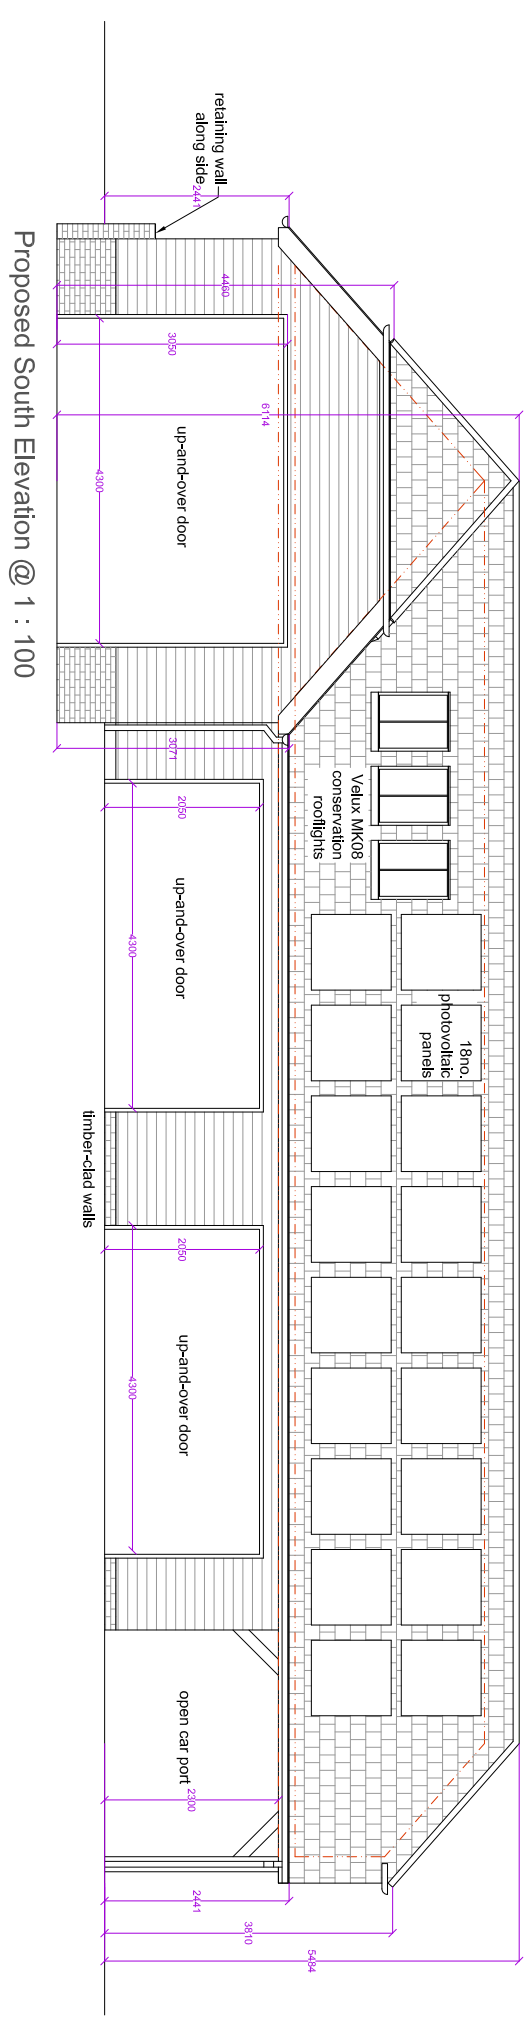 retaining wall
along side
2441
4460
3050
6114
up-and-over door
4300
3071
Velux MK08
conservation
rooflights
2050
up-and-over door
4300
18no.
photovoltaic
panels
timber-clad walls
2050
up-and-over door
4300
open car port
2300
2441
3810
5484
Proposed South Elevation @ 1 : 100